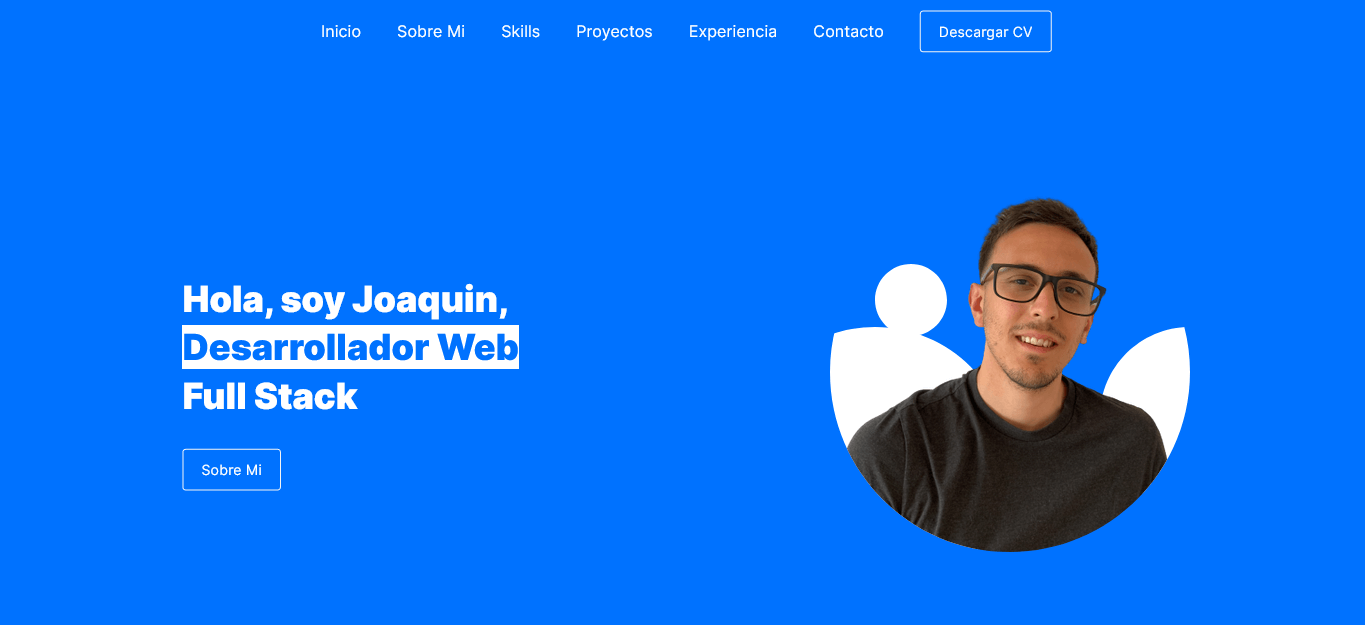 Inicio Sobre Mi Skills Proyectos Experiencia Contacto Descargar CV
Hola, soy Joaquin,
Desarrollador Web
Full Stack
Sobre Mi